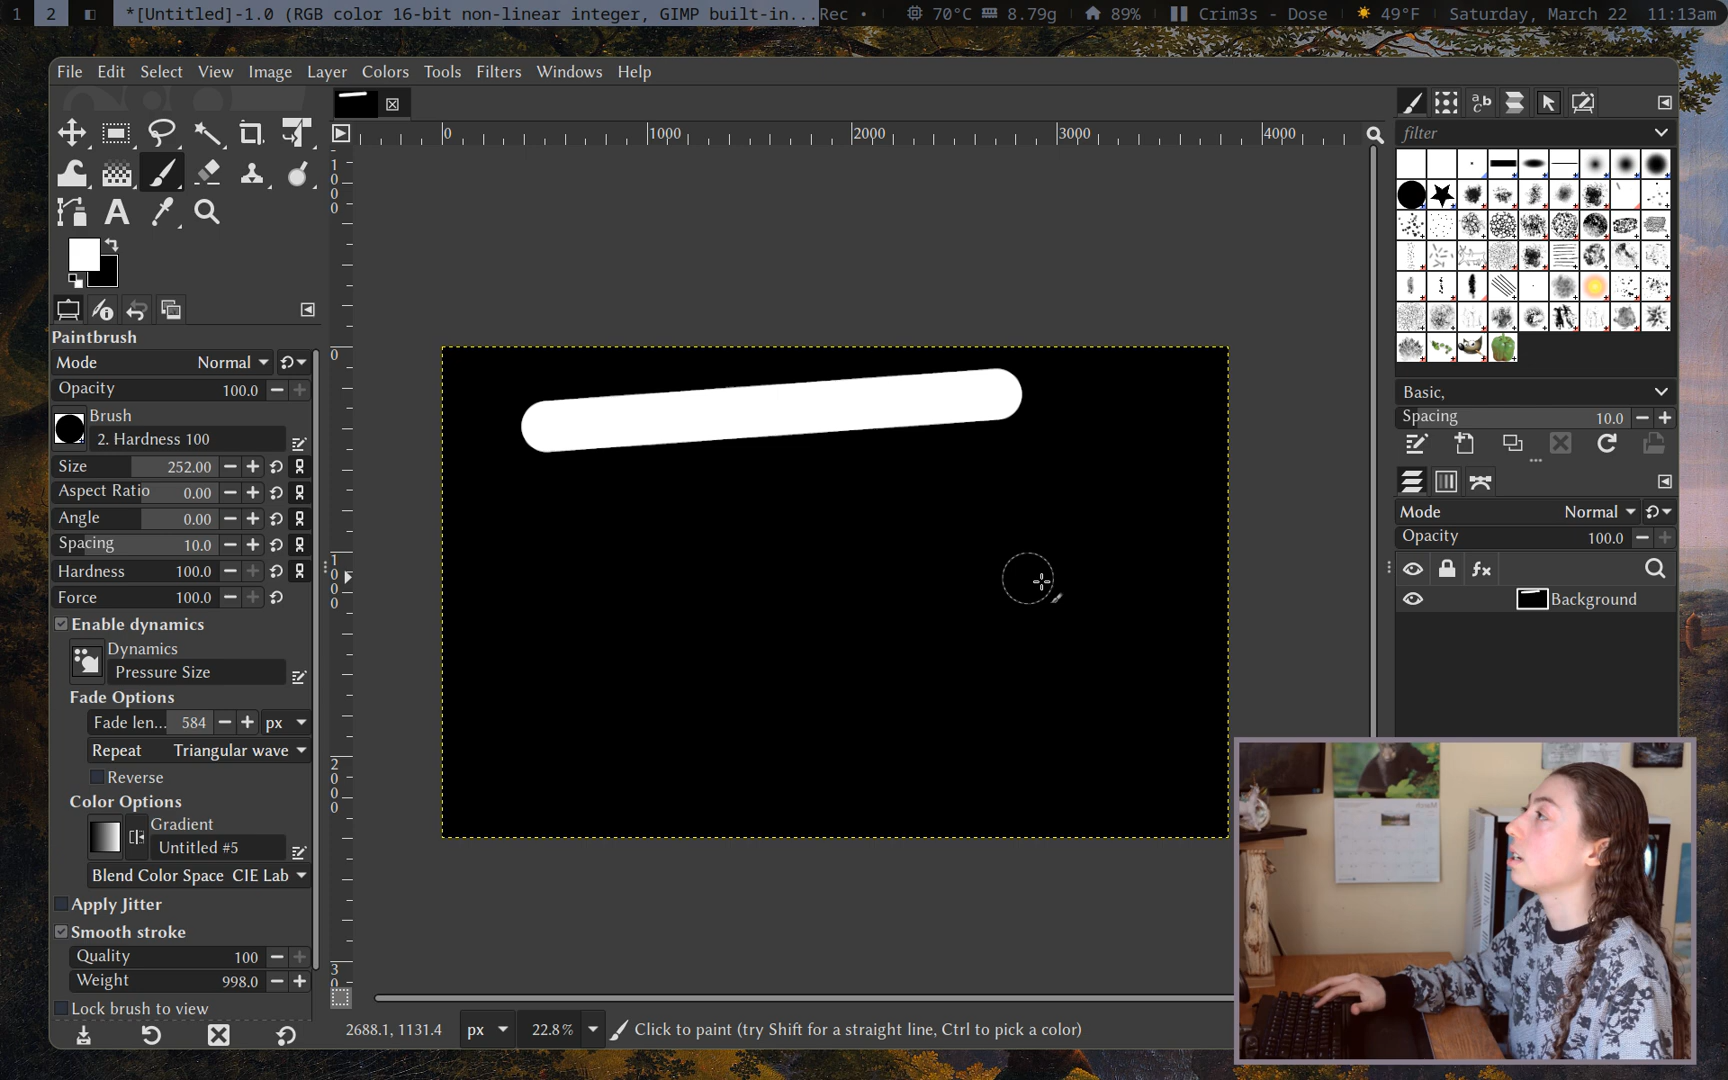 1 2 *[Untitled]-1.0 (RGB color 16-bit non-linear integer, GIMP built-in... Rec • 70°C 8.79g 89% Crim3s - Dose 49°F Saturday, March 22 11:13am
File Edit Select View Image Layer Colors Tools Filters Windows Help
0 1000 2000 3000 4000
filter
Paintbrush
Mode Normal
Opacity 100.0
Brush
2. Hardness 100
Size 252.00
Aspect Ratio 0.00
Angle 0.00
Spacing 10.0
Hardness 100.0
Force 100.0
Enable dynamics
Dynamics
Pressure Size
Fade Options
Fade len... 584 px
Repeat Triangular wave
Reverse
Color Options
Gradient
Untitled #5
Blend Color Space CIE Lab
Apply Jitter
Smooth stroke
Quality 100
Weight 998.0
Lock brush to view
1000
0
1000
2000
30
Basic,
Spacing 10.0
Mode Normal
Opacity 100.0
fx
Background
2688.1, 1131.4 px 22.8% Click to paint (try Shift for a straight line, Ctrl to pick a color)